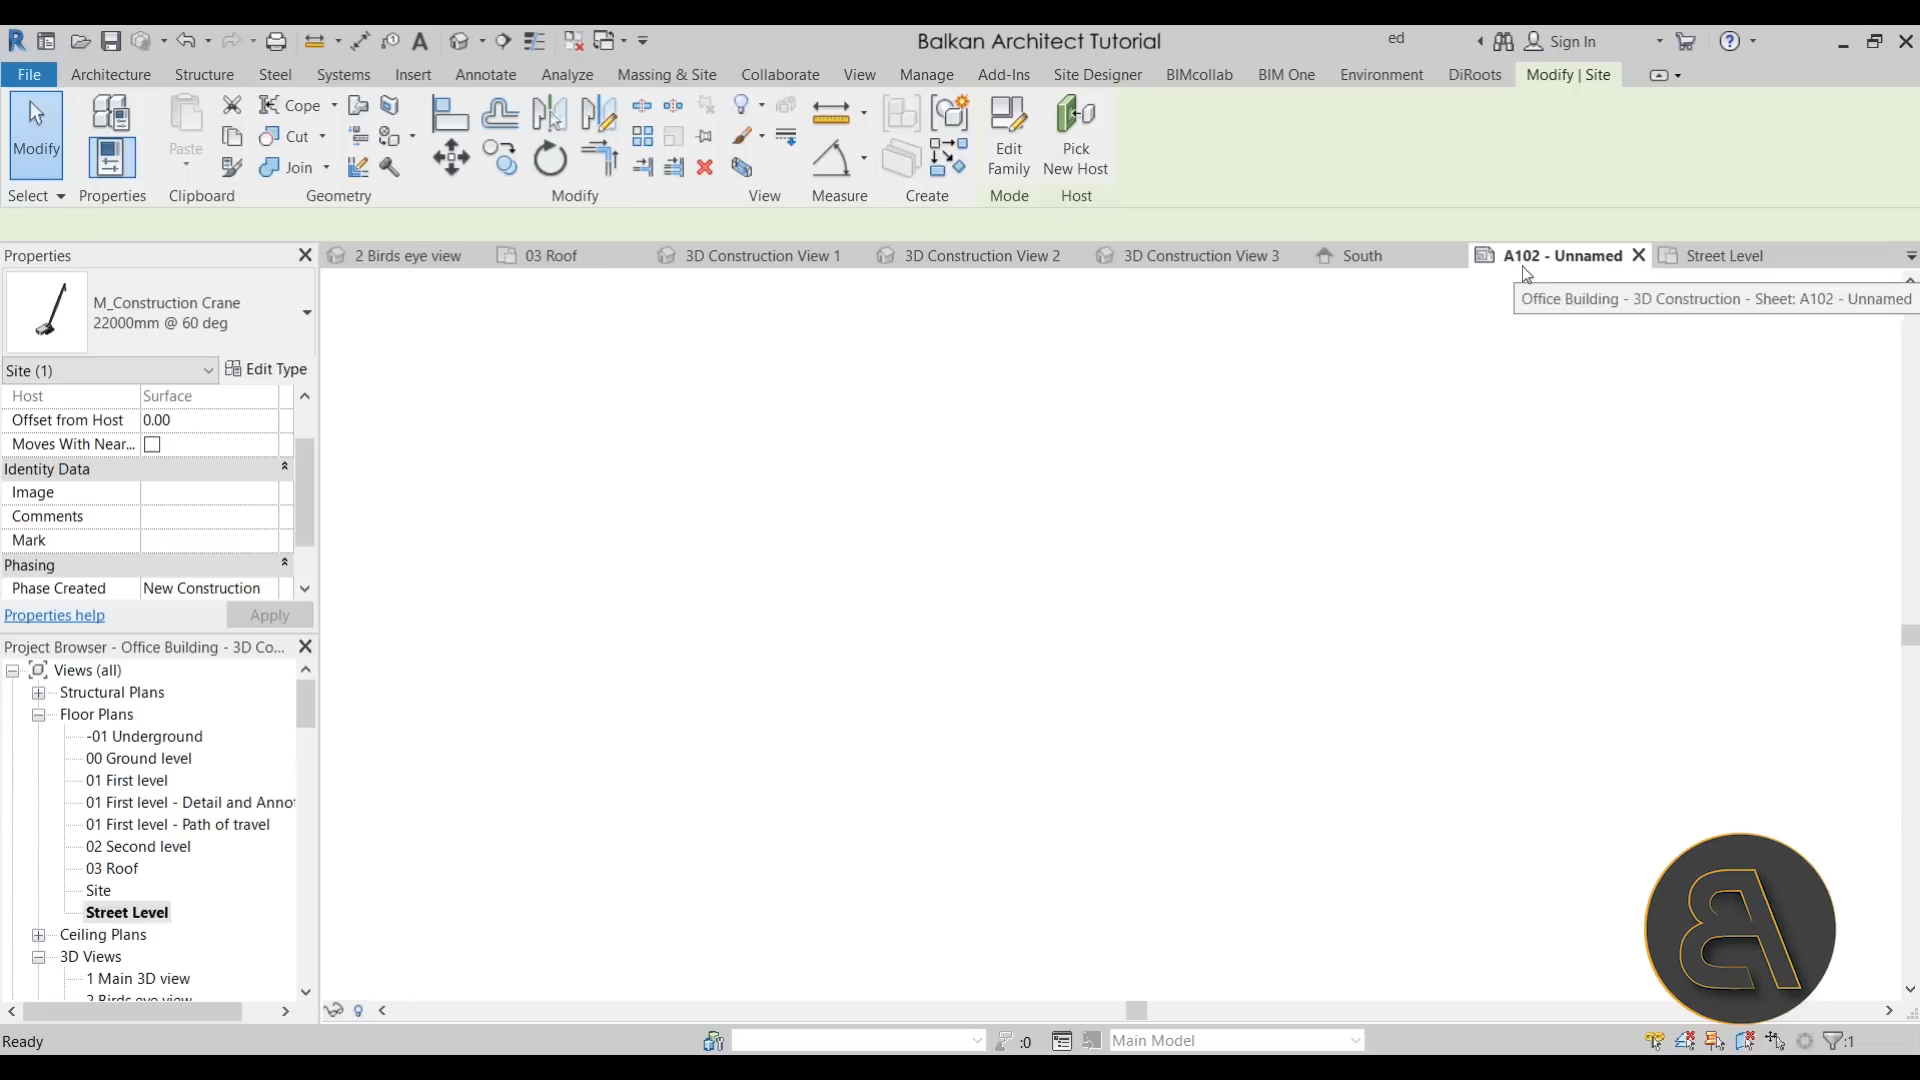 Balkan Architect Tutorial
ed
Sign In
File
Architecture
Structure
Steel
Systems
Insert
Annotate
Analyze
Massing & Site
Collaborate
View
Manage
Add-Ins
Site Designer
BIMcollab
BIM One
Environment
DiRoots
Modify | Site
Modify
Paste
Cope
Cut
Join
Edit
Family
Pick
New Host
Select
Properties
Clipboard
Geometry
Modify
View
Measure
Create
Mode
Host
Properties
2 Birds eye view
03 Roof
3D Construction View 1
3D Construction View 2
3D Construction View 3
South
A102 - Unnamed
Street Level
Office Building - 3D Construction - Sheet: A102 - Unnamed
M_Construction Crane
22000mm @ 60 deg
Site (1)
Edit Type
Host Surface
Offset from Host 0.00
Moves With Near...
Identity Data
Image
Comments
Mark
Phasing
Phase Created New Construction
Properties help
Apply
Project Browser - Office Building - 3D Co...
Views (all)
Structural Plans
Floor Plans
-01 Underground
00 Ground level
01 First level
01 First level - Detail and Anno
01 First level - Path of travel
02 Second level
03 Roof
Site
Street Level
Ceiling Plans
3D Views
1 Main 3D view
2 Birds eye view
Ready
:0
Main Model
:1